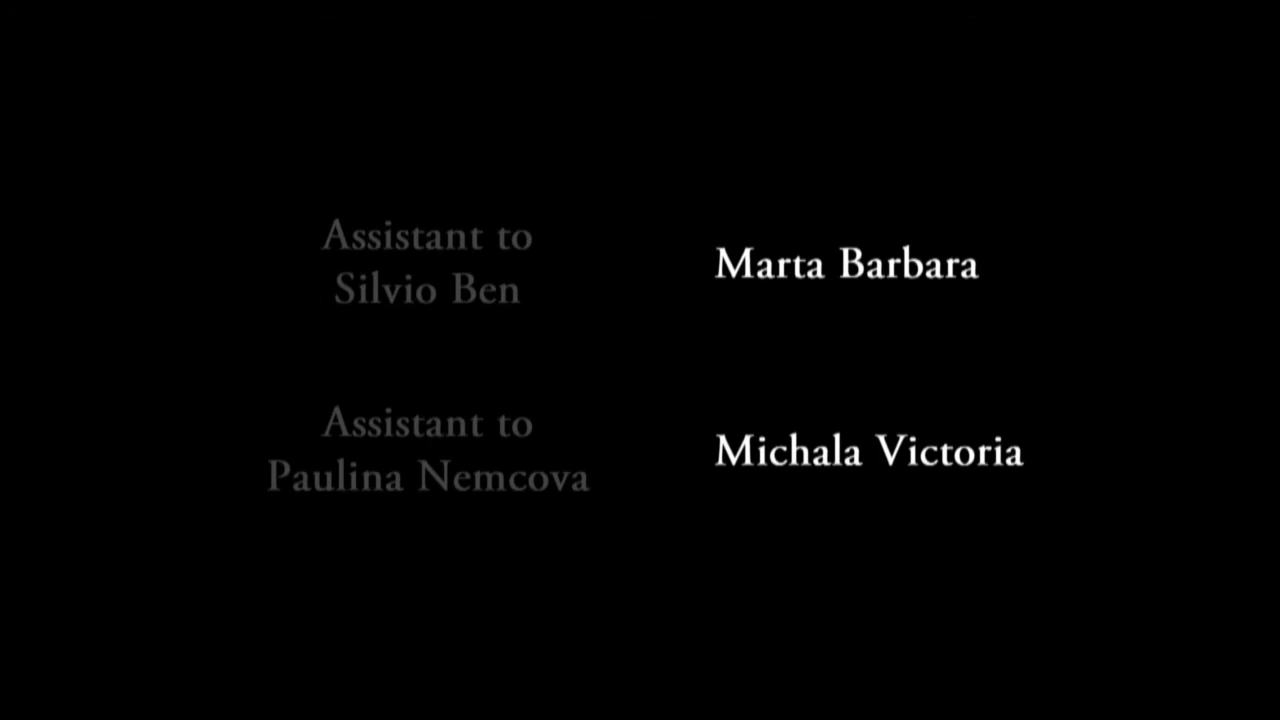 Assistant to
Silvio Ben
Marta Barbara
Assistant to
Paulina Nemcova
Michala Victoria